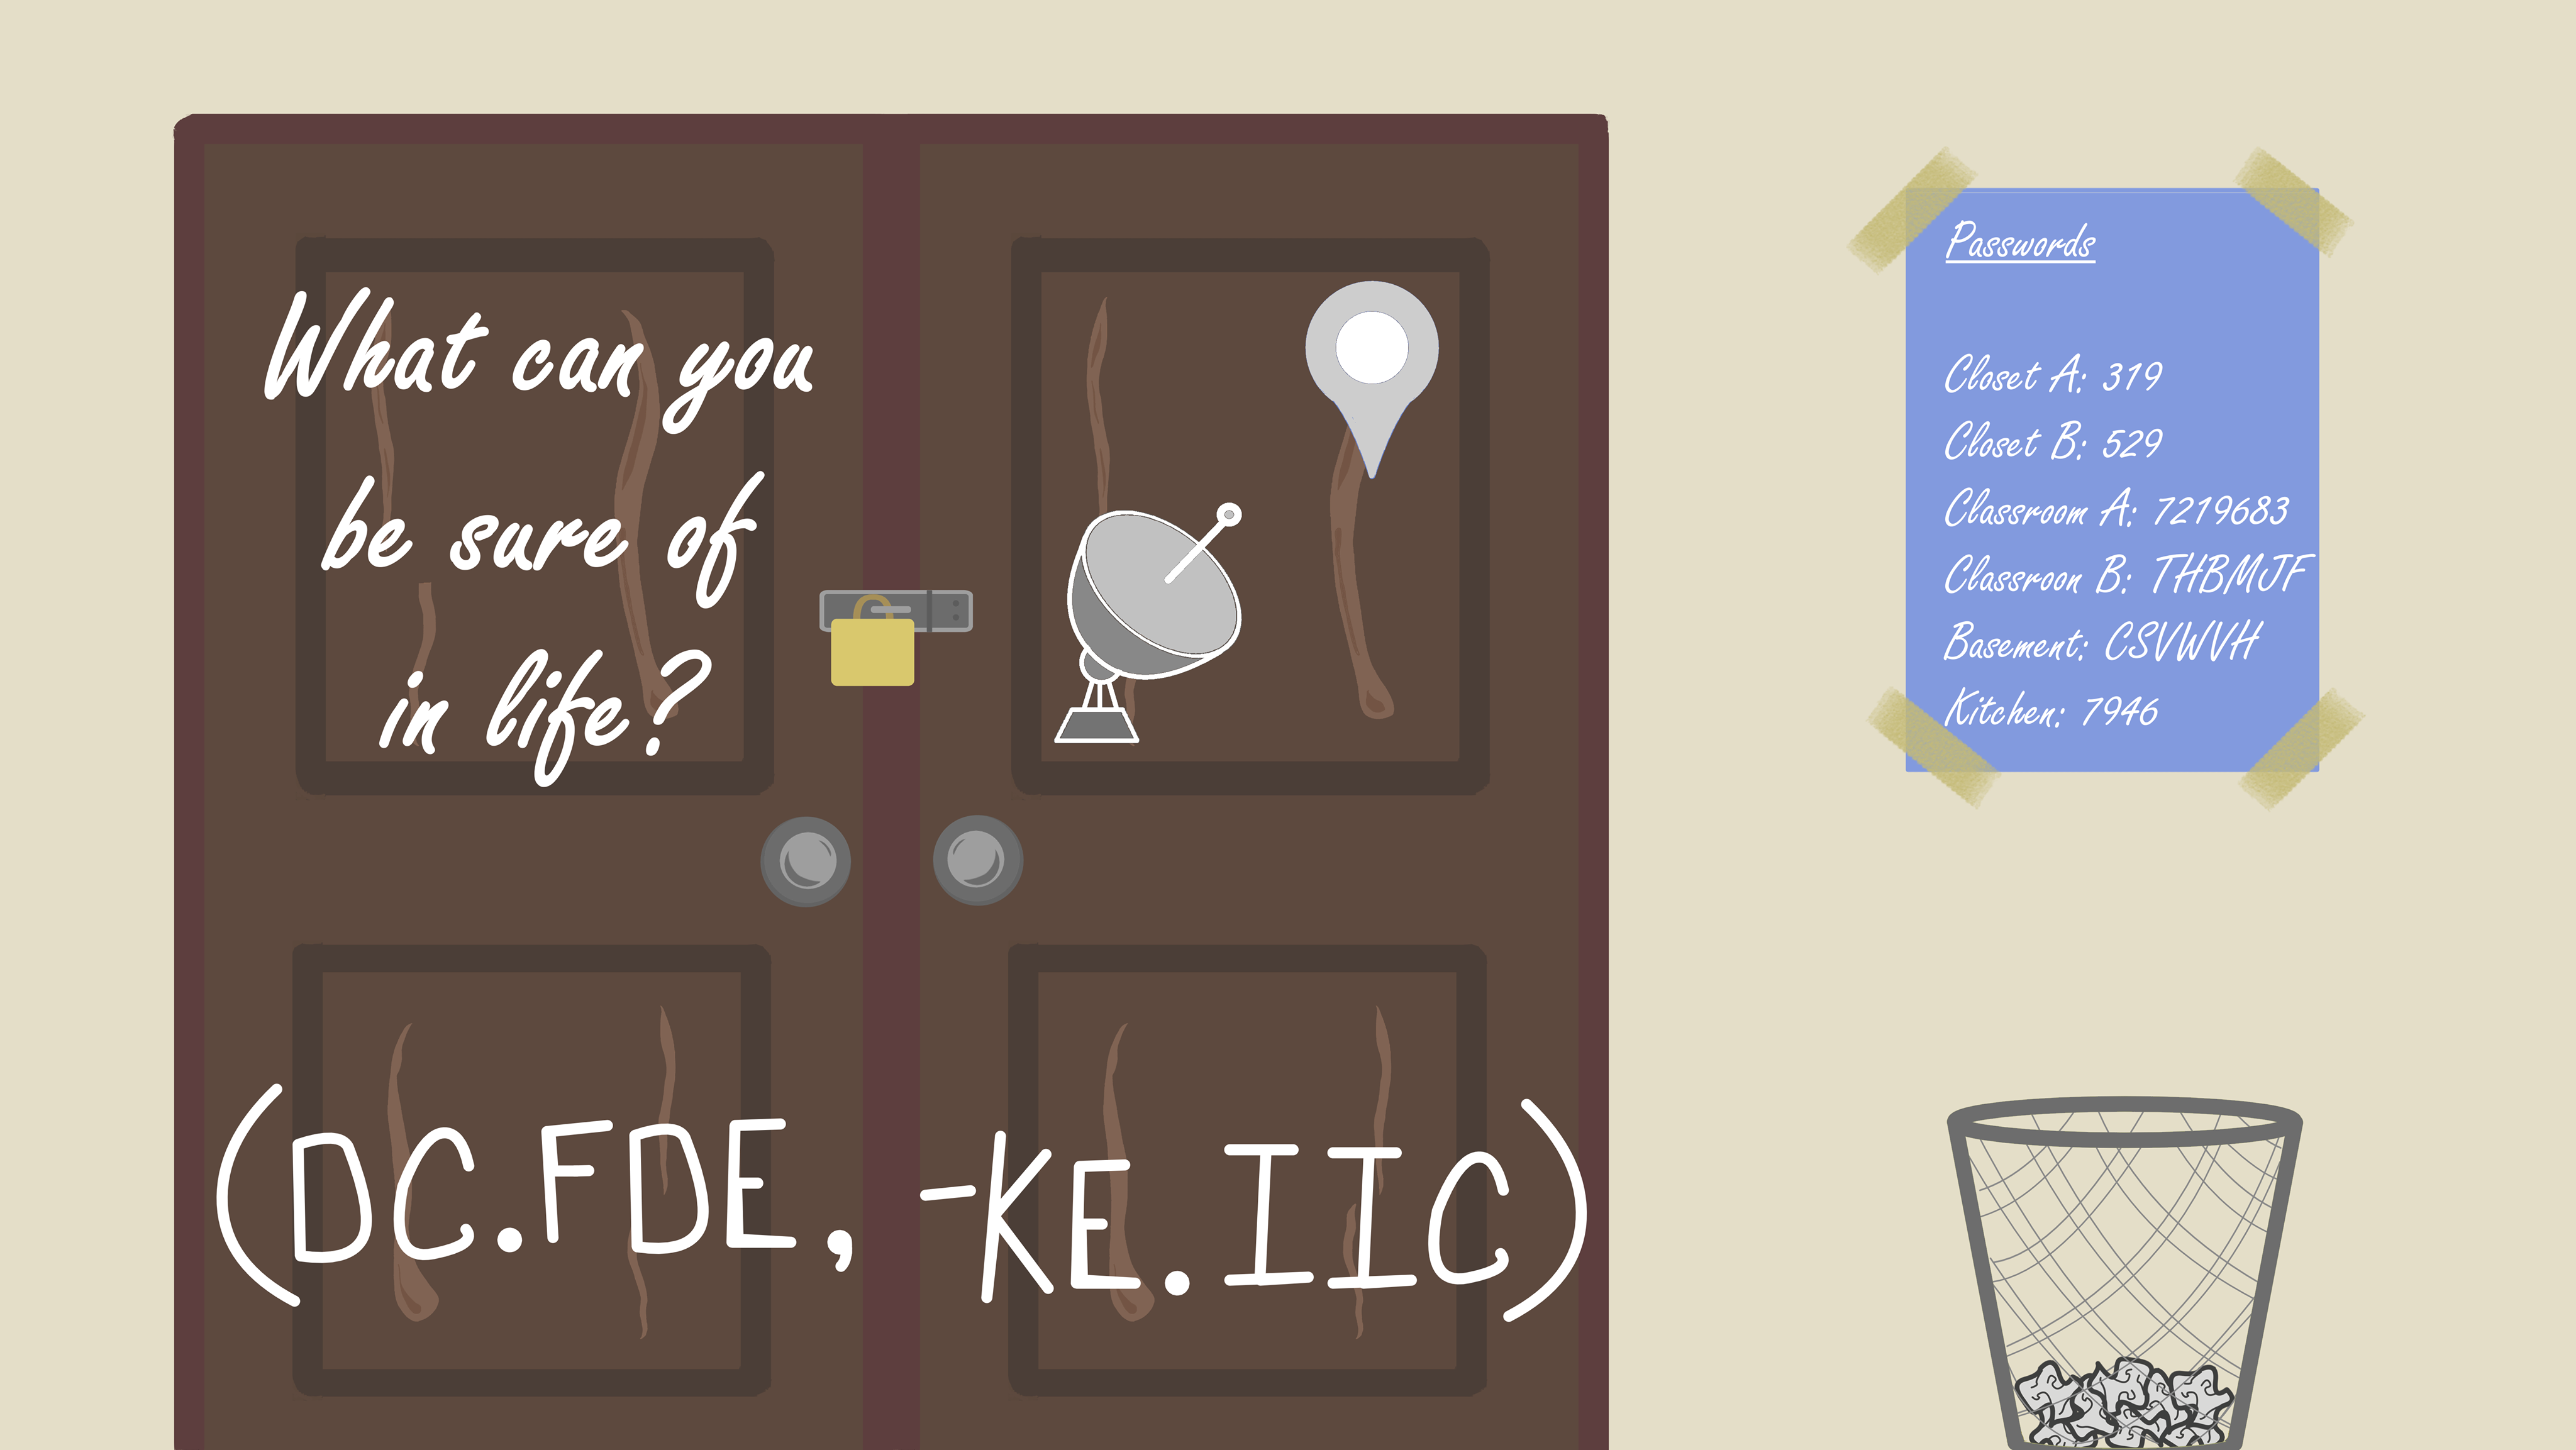 What can you
be sure of
in life?
(DC.FDE, -KE.IIC)
Passwords
Closet A: 319
Closet B: 529
Classroom A: 7219683
Classroon B: THBMJF
Basement: CSVWVH
Kitchen: 7946